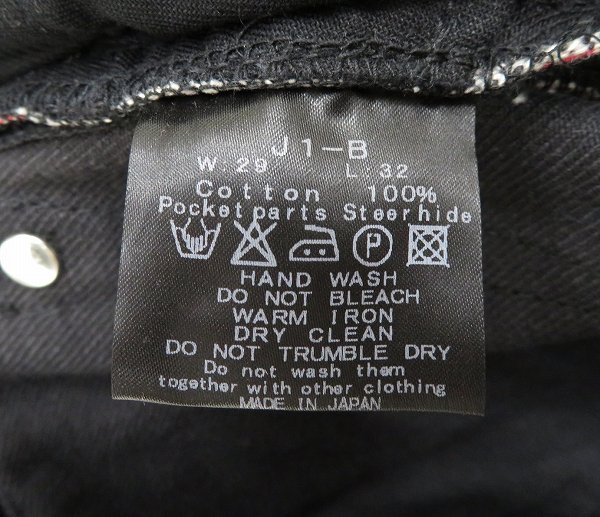 J1-B
W.29 L.32
Cotton 100%
Pocket parts Steerhide
P
HAND WASH
DO NOT BLEACH
WARM IRON
DRY CLEAN
DO NOT TRUMBLE DRY
Do not wash them
together with other clothing
MADE IN JAPAN